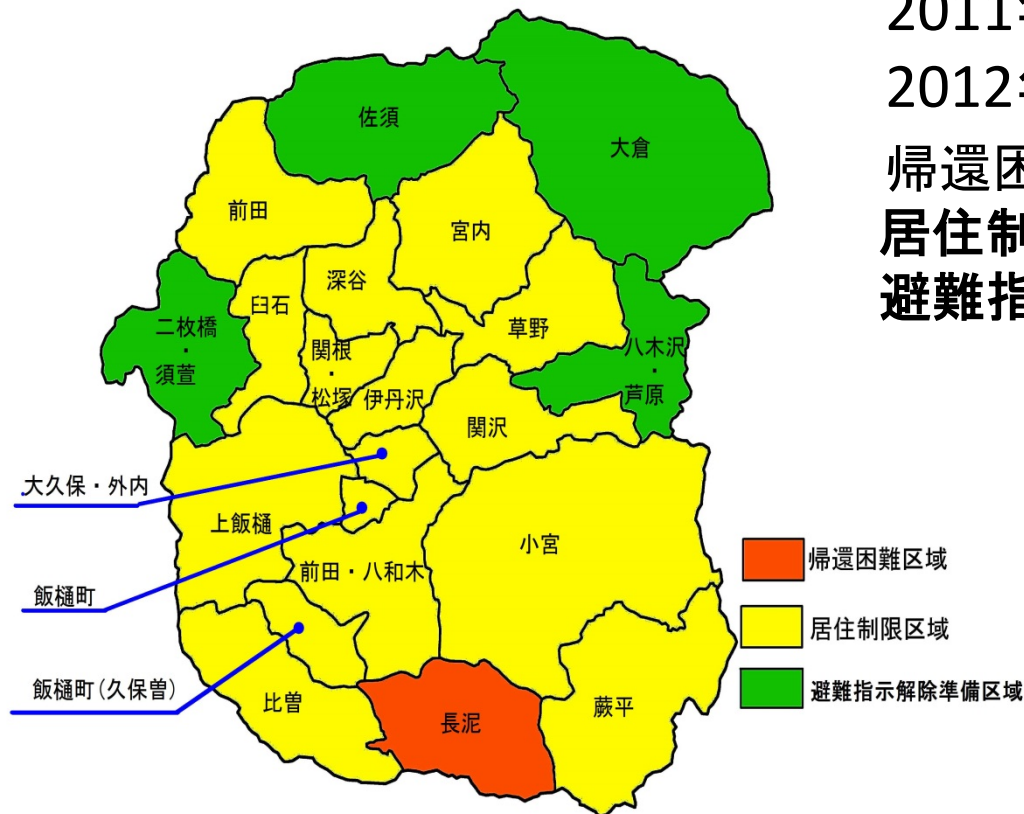 2011
2012
帰還困
居住制
避難指
佐須
大倉
前田
宮内
深谷
臼石
草野
二枚橋
・
須萱
関根
・
松塚
伊丹沢
八木沢
・
芦原
関沢
大久保・外内
上飯樋
小宮
飯樋町
前田・八和木
飯樋町(久保曽)
比曽
長泥
蕨平
帰還困難区域
居住制限区域
避難指示解除準備区域